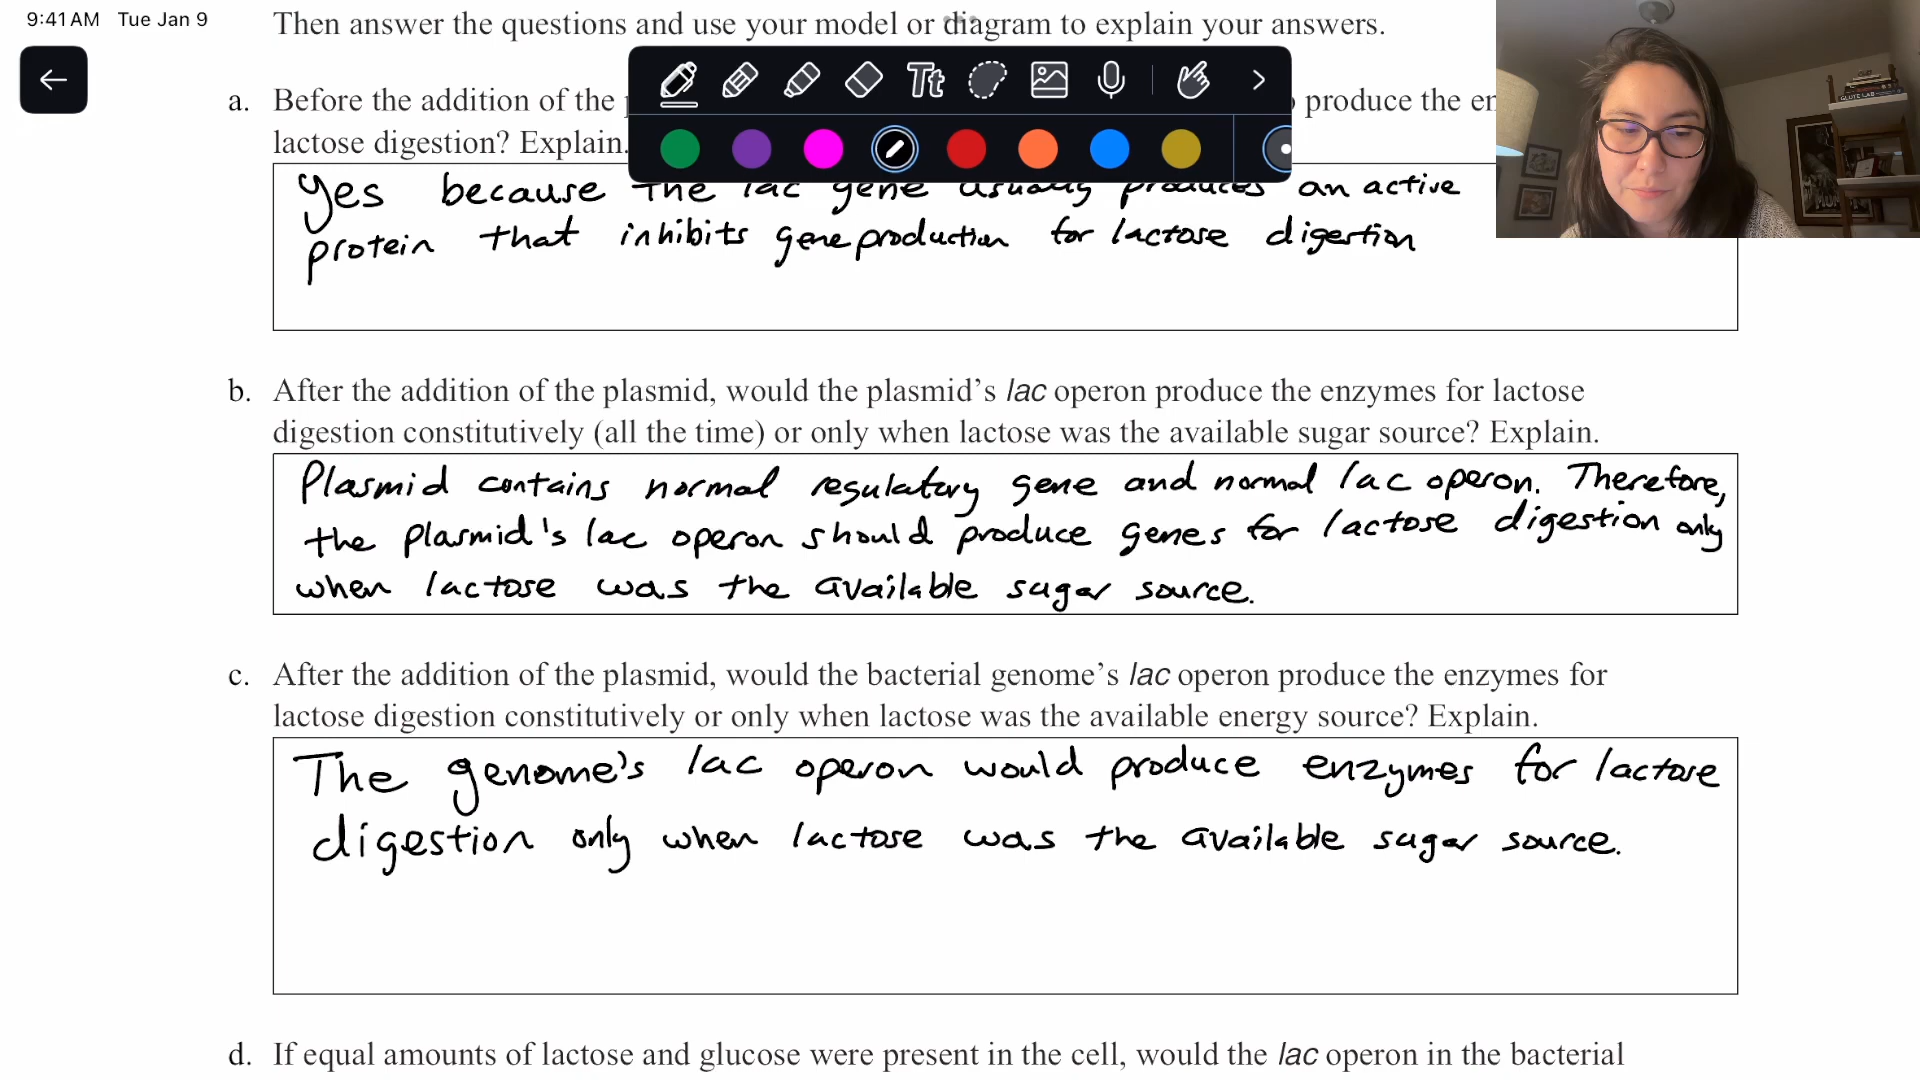 9:41 AM Tue Jan 9
Then answer the questions and use your model or diagram to explain your answers.
Tt
a. Before the addition of the produce the en
lactose digestion? Explain.
Yes because the lac gene usually produces an active
protein that inhibits gene production for lactose digestion
b. After the addition of the plasmid, would the plasmid's lac operon produce the enzymes for lactose
digestion constitutively (all the time) or only when lactose was the available sugar source? Explain.
Plasmid contains normal regulatory gene and normal lac operon. Therefore,
the plasmid's lac operon should produce genes for lactose digestion only
when lactose was the available sugar source.
c. After the addition of the plasmid, would the bacterial genome's lac operon produce the enzymes for
lactose digestion constitutively or only when lactose was the available energy source? Explain.
The genome's lac operon would produce enzymes for lactose
digestion only when lactose was the available sugar source.
d. If equal amounts of lactose and glucose were present in the cell, would the lac operon in the bacterial